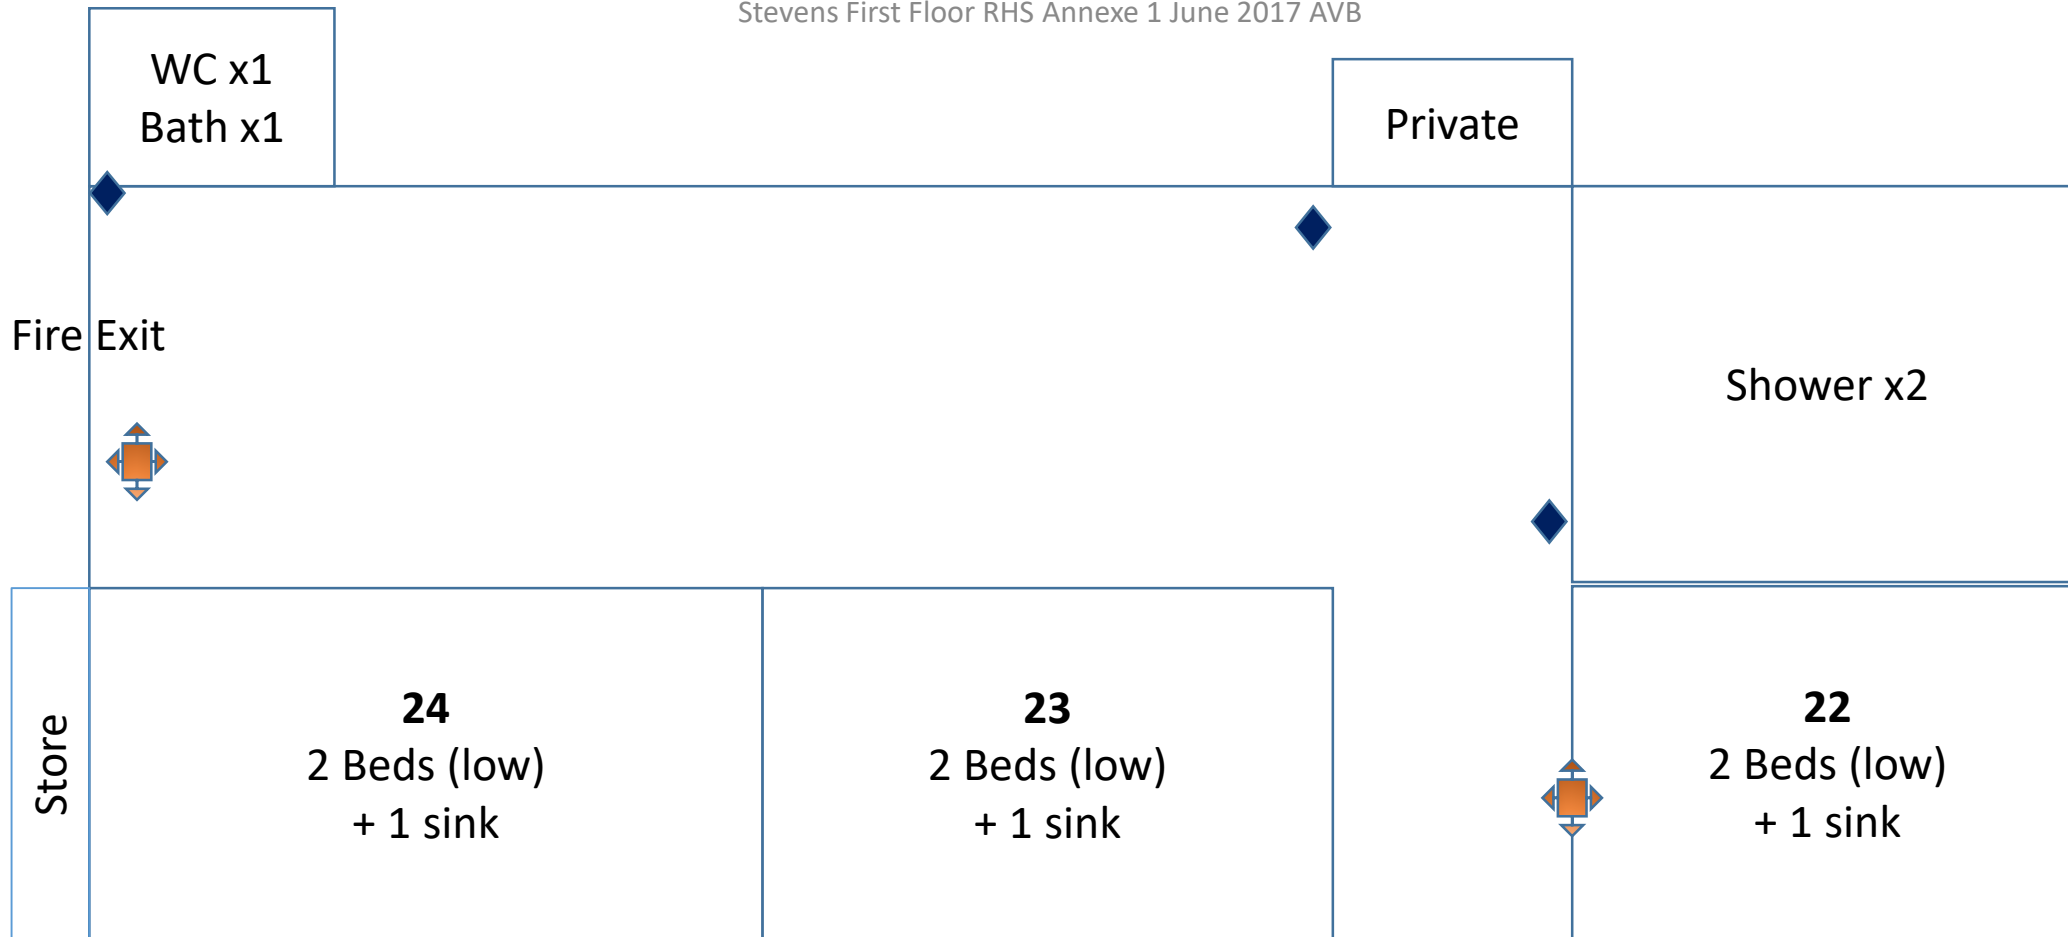 Stevens First Floor RHS Annexe 1 June 2017 AVB
WC x1
Bath x1
Private
Fire Exit
Shower x2
Store
24
2 Beds (low)
+ 1 sink
23
2 Beds (low)
+ 1 sink
22
2 Beds (low)
+ 1 sink